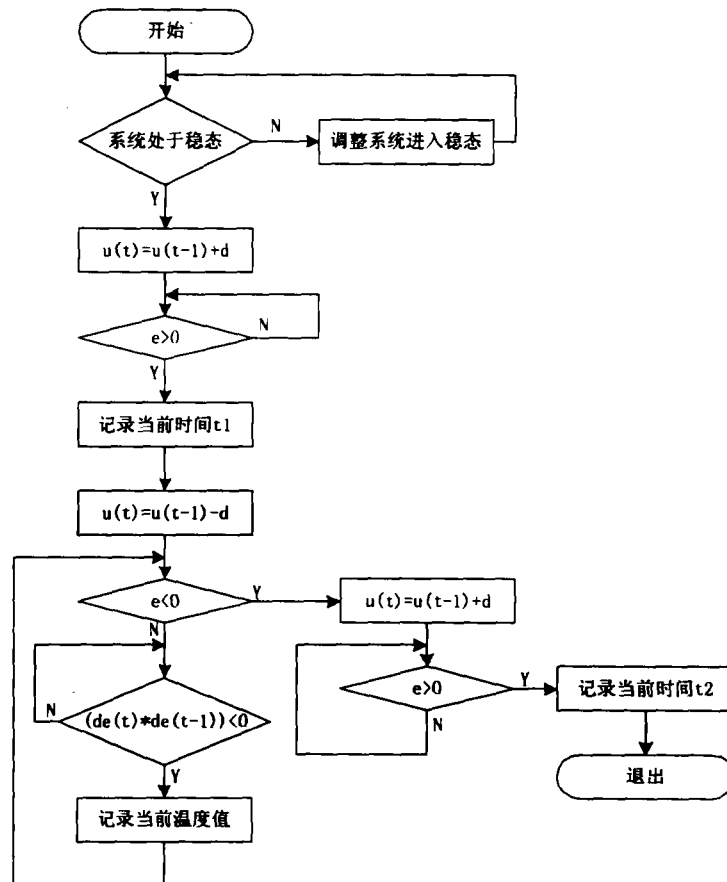 开始
系统处于稳态
N
调整系统进入稳态
Y
u(t)=u(t-1)+d
e>0
N
Y
记录当前时间t1
u(t)=u(t-1)-d
e<0
Y
u(t)=u(t-1)+d
N
e>0
Y
记录当前时间t2
N
(de(t)*de(t-1))<0
N
Y
退出
记录当前温度值